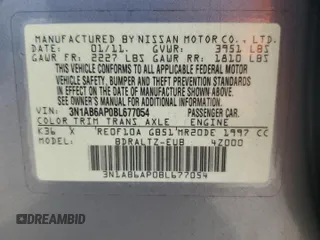 MANUFACTURED BY NISSAN MOTOR CO., LTD.
DATE: 01/11. GVWR: 3951 LBS
GAWR FR: 2227 LBS GAWR RR: 1810 LBS
THIS VEHICLE CONFORMS TO ALL APPLICABLE FEDERAL
MOTOR VEHICLE SAFETY, BUMPER AND THEFT PREVENTION
STANDARDS IN EFFECT ON THE DATE OF
MANUFACTURE SHOWN ABOVE.
SEE OWNER'S MANUAL FOR ADDITIONAL INFORMATION.
VIN: 3N1AB6AP0BL677054 PASSENGER CAR.
COLOR TRIM TRANS AXLE ENGINE
K36 X RE0F10A GB51 MR20DE 1997 CC
MODEL: BDRALTZ-EUB 4Z000
3N1AB6AP0BL677054
DREAMBID